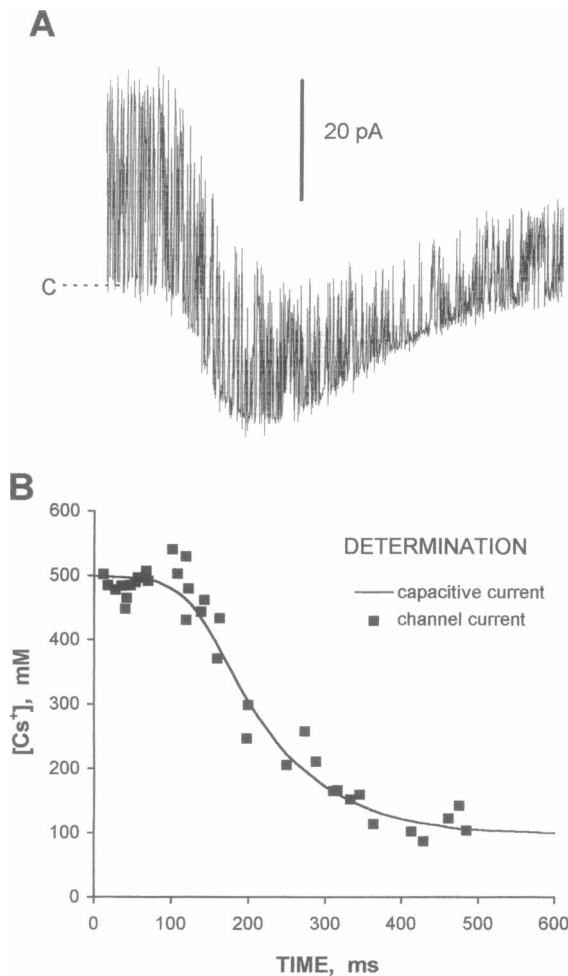 A
20 pA
C
B
600
500
400
300
200
100
0
[Cs⁺], mM
DETERMINATION
capacitive current
channel current
0 100 200 300 400 500 600
TIME, ms